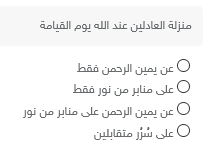 منزلة العادلين عند الله يوم القيامة
عن يمين الرحمن فقط
على منابر من نور فقط
عن يمين الرحمن على منابر من نور
على سُرُر متقابلين